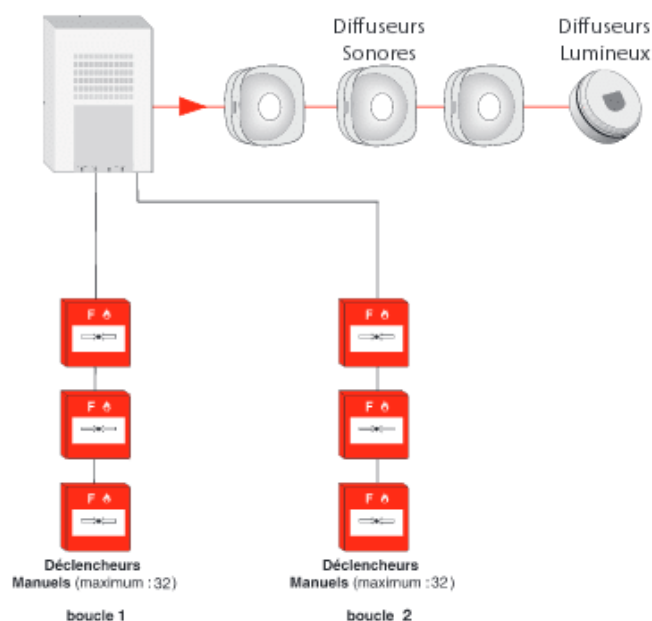 Diffuseurs
Sonores
Diffuseurs
Lumineux
F
F
F
F
F
F
Déclencheurs
Manuels (maximum : 32)
boucle 1
Déclencheurs
Manuels (maximum : 32)
boucle 2